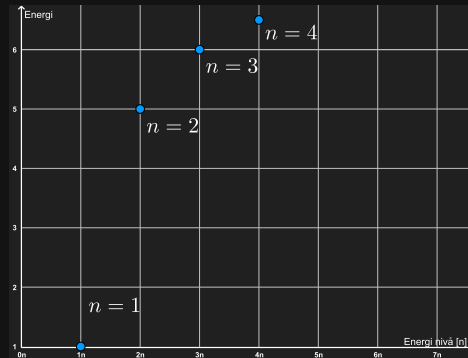 Energi
n = 4
6
n = 3
5
n = 2
4
3
2
n = 1
Energi nivå [n]
1
0n 1n 2n 3n 4n 5n 6n 7n